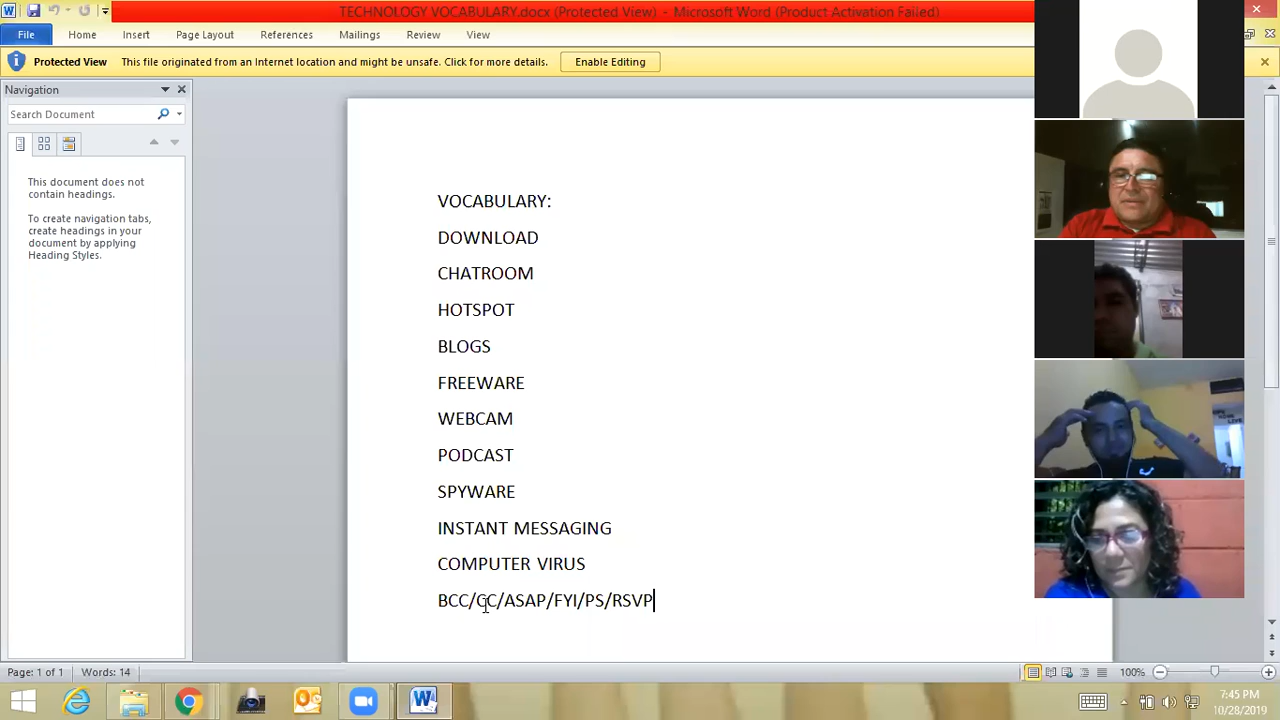 TECHNOLOGY VOCABULARY.docx (Protected View) - Microsoft Word (Product Activation Failed)
File Home Insert Page Layout References Mailings Review View
Protected View This file originated from an Internet location and might be unsafe. Click for more details. Enable Editing
Navigation
Search Document
This document does not
contain headings.
To create navigation tabs,
create headings in your
document by applying
Heading Styles.
VOCABULARY:
DOWNLOAD
CHATROOM
HOTSPOT
BLOGS
FREEWARE
WEBCAM
PODCAST
SPYWARE
INSTANT MESSAGING
COMPUTER VIRUS
BCC/CC/ASAP/FYI/PS/RSVP
Page: 1 of 1 Words: 14 100%
7:45 PM
10/28/2019